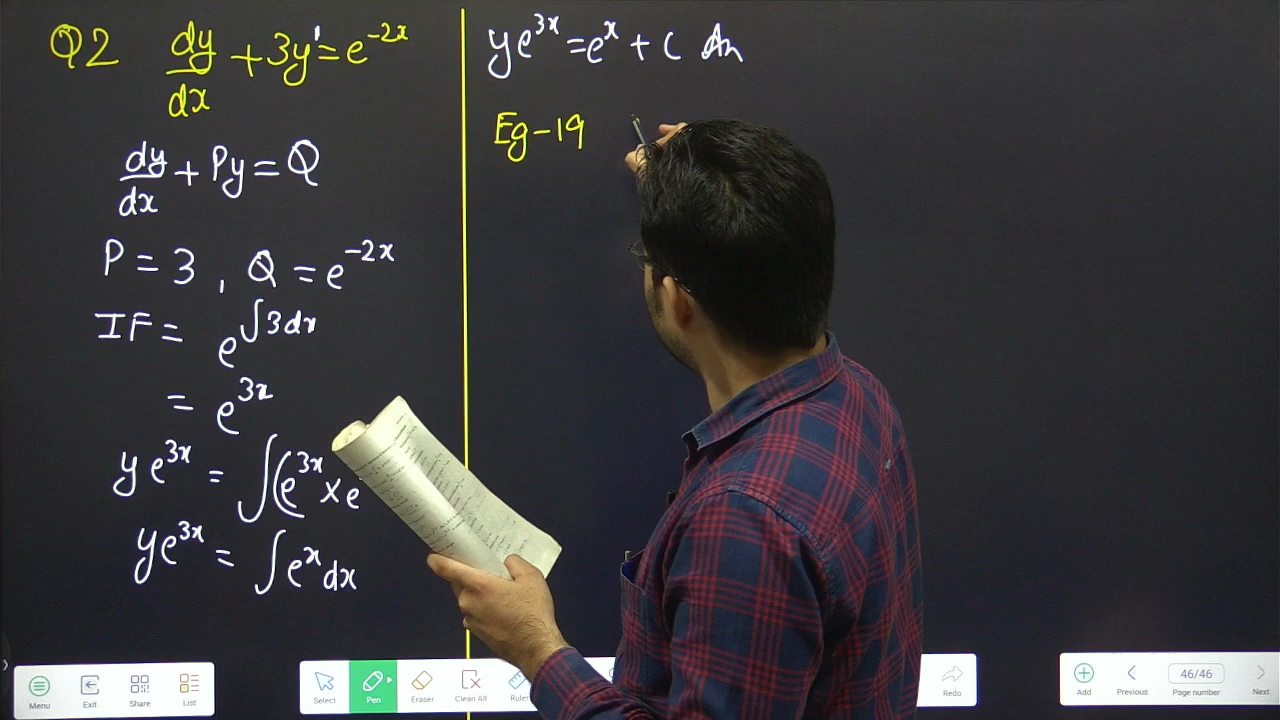 Q2 dy/dx + 3y' = e^-2x
dy/dx + Py = Q
P = 3 , Q = e^-2x
IF = e^∫3dx
= e^3x
ye^3x = ∫(e^3x × e
ye^3x = ∫e^x dx
ye^3x = e^x + C An
Eg-19
Menu
Exit
Share
List
Select
Pen
Eraser
Clean All
Ruler
Redo
Add
Previous
46/46
Page number
Next